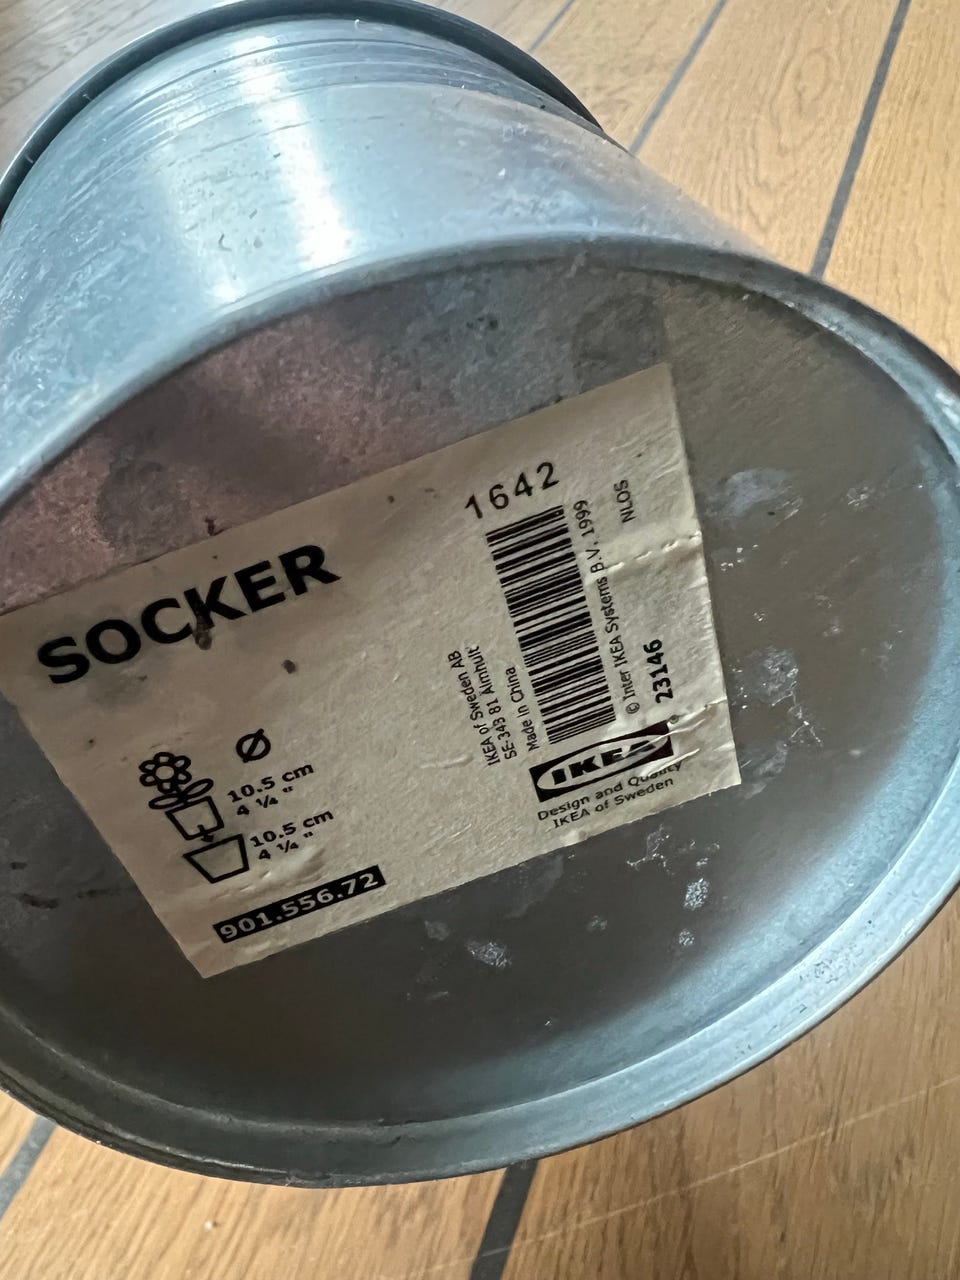 SOCKER
Ø
10.5 cm
4 ¼ "
10.5 cm
4 ¼ "
901.556.72
1642
IKEA of Sweden AB
SE-343 81 Älmhult
Made in China
© Inter IKEA Systems B.V. 1999
23146
NLOS
IKEA®
Design and Quality
IKEA of Sweden